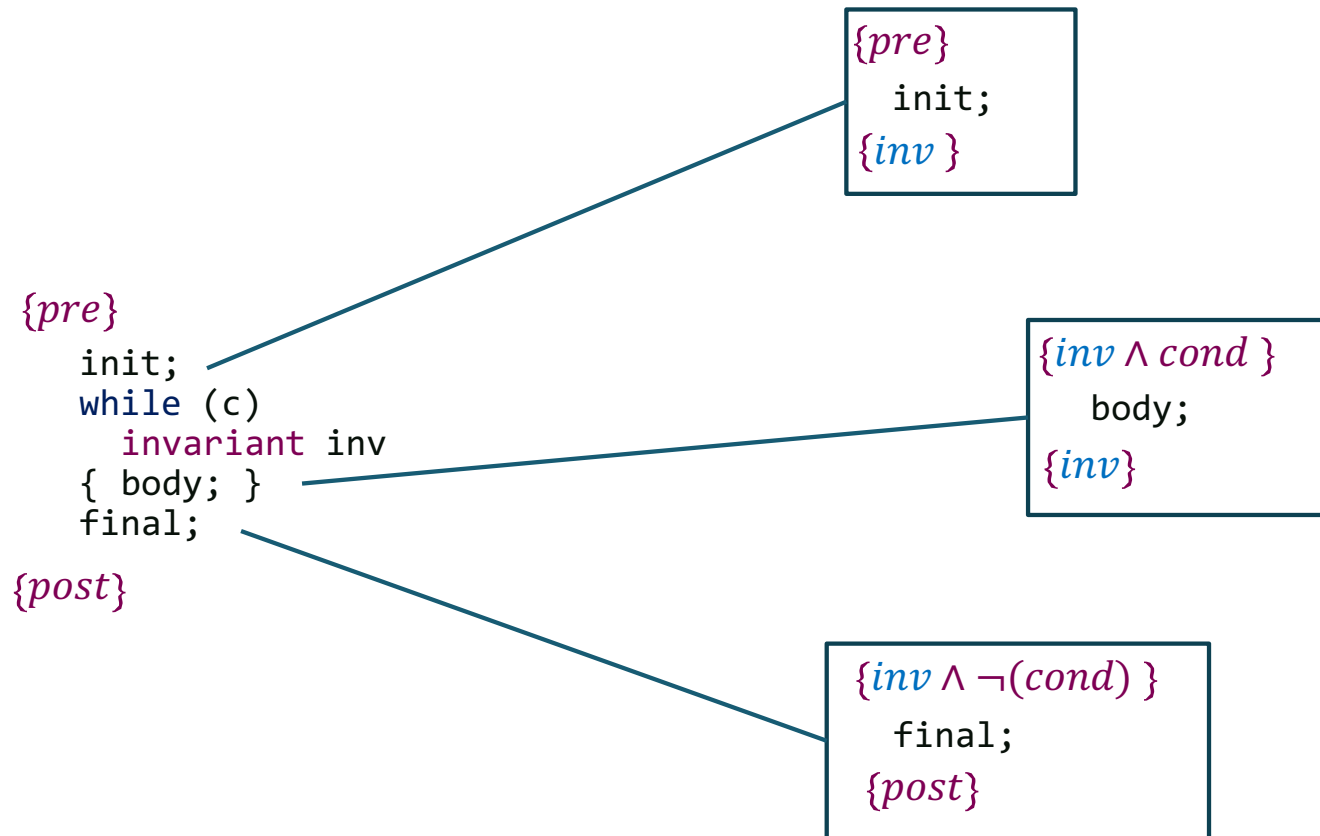 {pre}
init;
while (c)
invariant inv
{ body; }
final;
{post}
{pre}
init;
{inv }
{inv ∧ cond }
body;
{inv}
{inv ∧ ¬(cond) }
final;
{post}